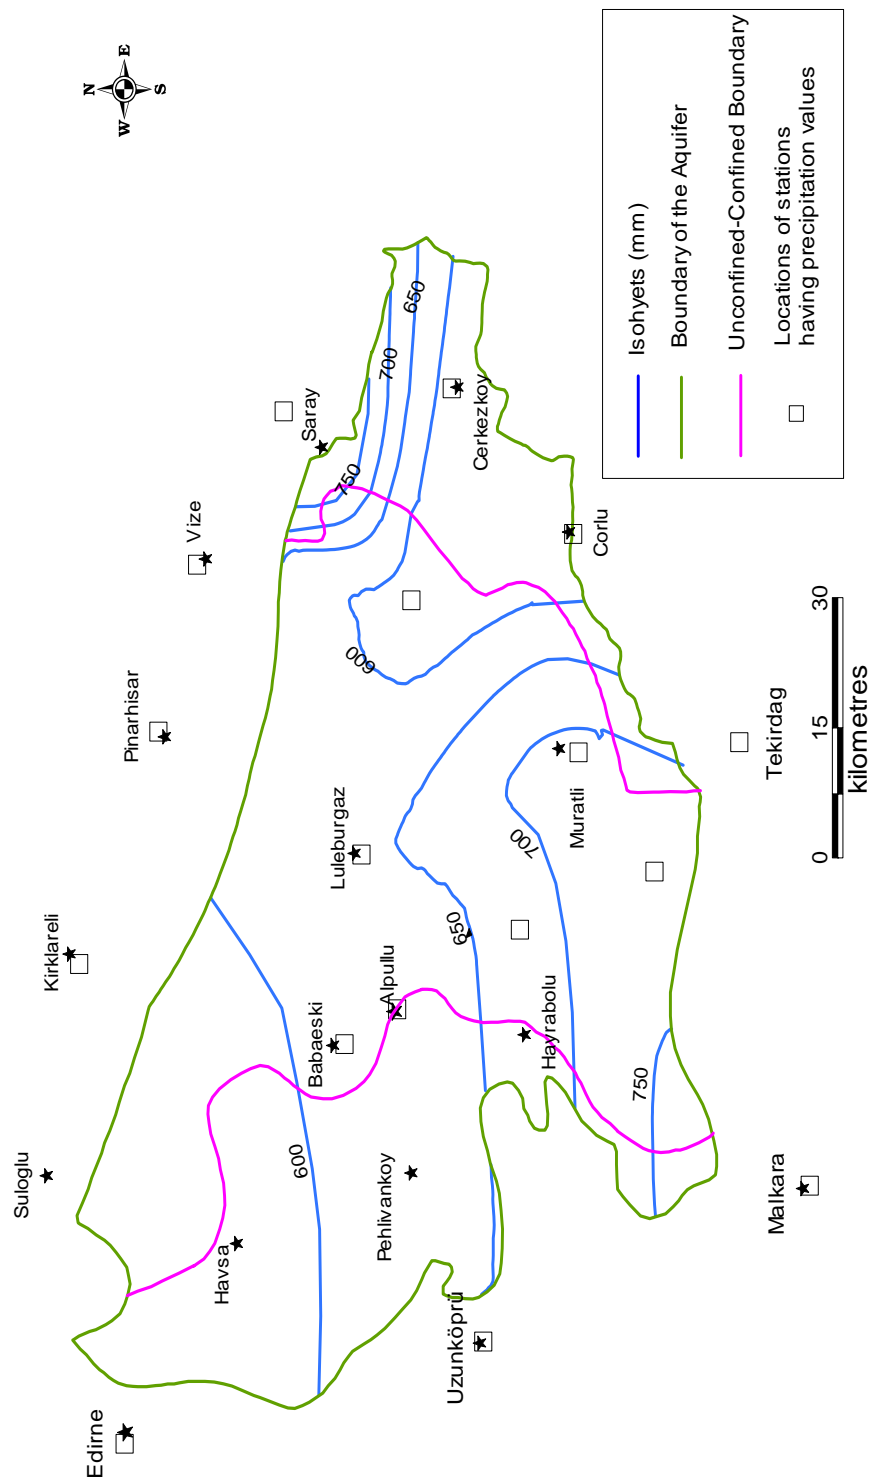 N
W E
S
Isohyets (mm)
Boundary of the Aquifer
Unconfined-Confined Boundary
Locations of stations
having precipitation values
Edirne
Suloglu
Kirklareli
Pinarhisar
Vize
Saray
Havsa
Babaeski
Luleburgaz
Pehlivankoy
Alpullu
Cerkezkoy
Uzunköprü
Hayrabolu
Muratli
Corlu
Malkara
Tekirdag
600
650
700
750
600
750
700
650
0 15 30
kilometres